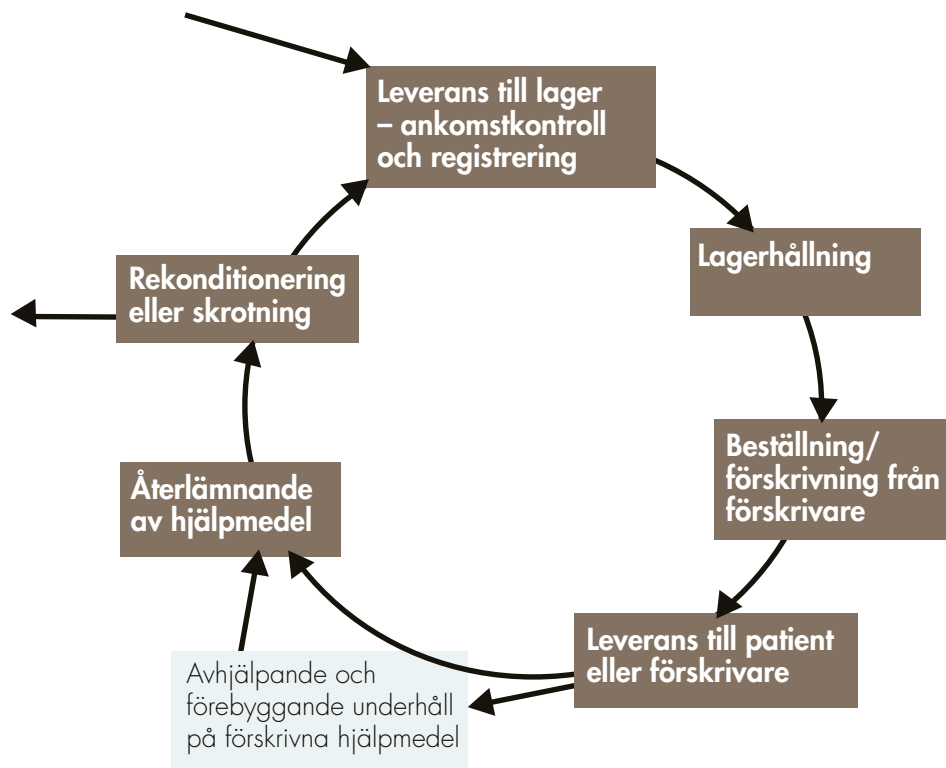 Leverans till lager
– ankomstkontroll
och registrering
Lagerhållning
Beställning/
förskrivning från
förskrivare
Leverans till patient
eller förskrivare
Avhjälpande och
förebyggande underhåll
på förskrivna hjälpmedel
Återlämnande
av hjälpmedel
Rekonditionering
eller skrotning